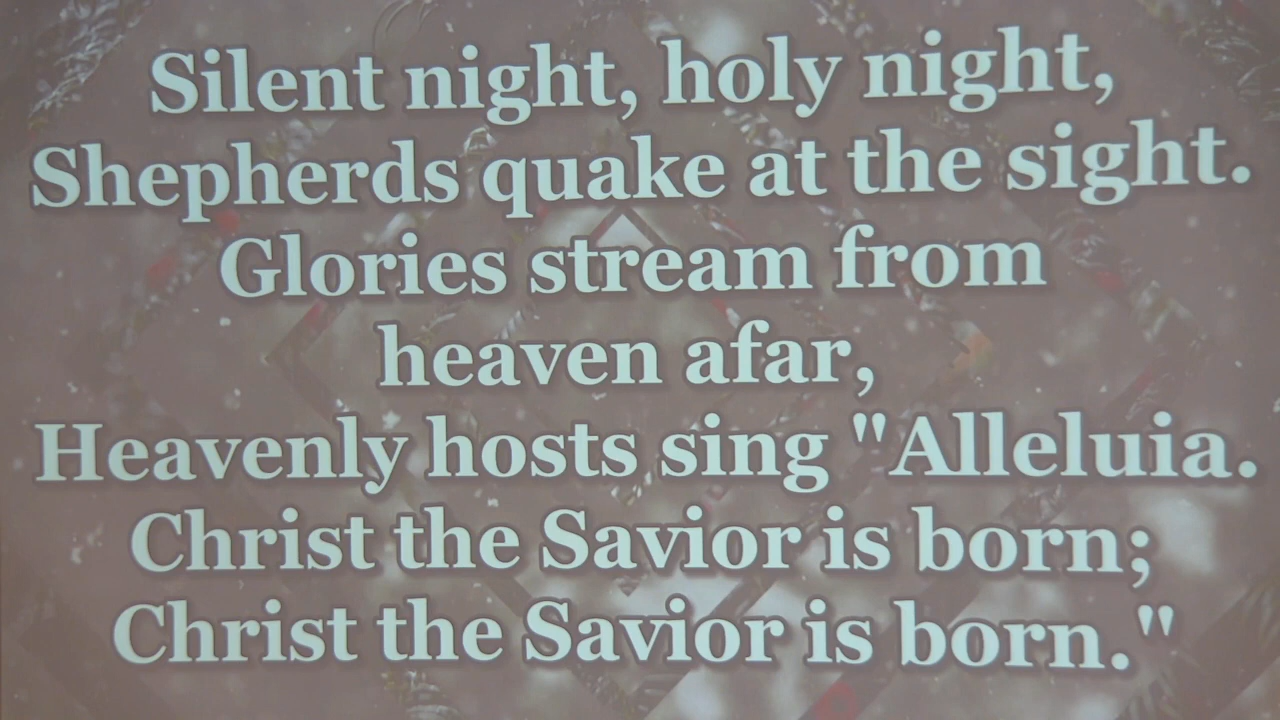 Silent night, holy night,
Shepherds quake at the sight.
Glories stream from
heaven afar,
Heavenly hosts sing "Alleluia.
Christ the Savior is born;
Christ the Savior is born."